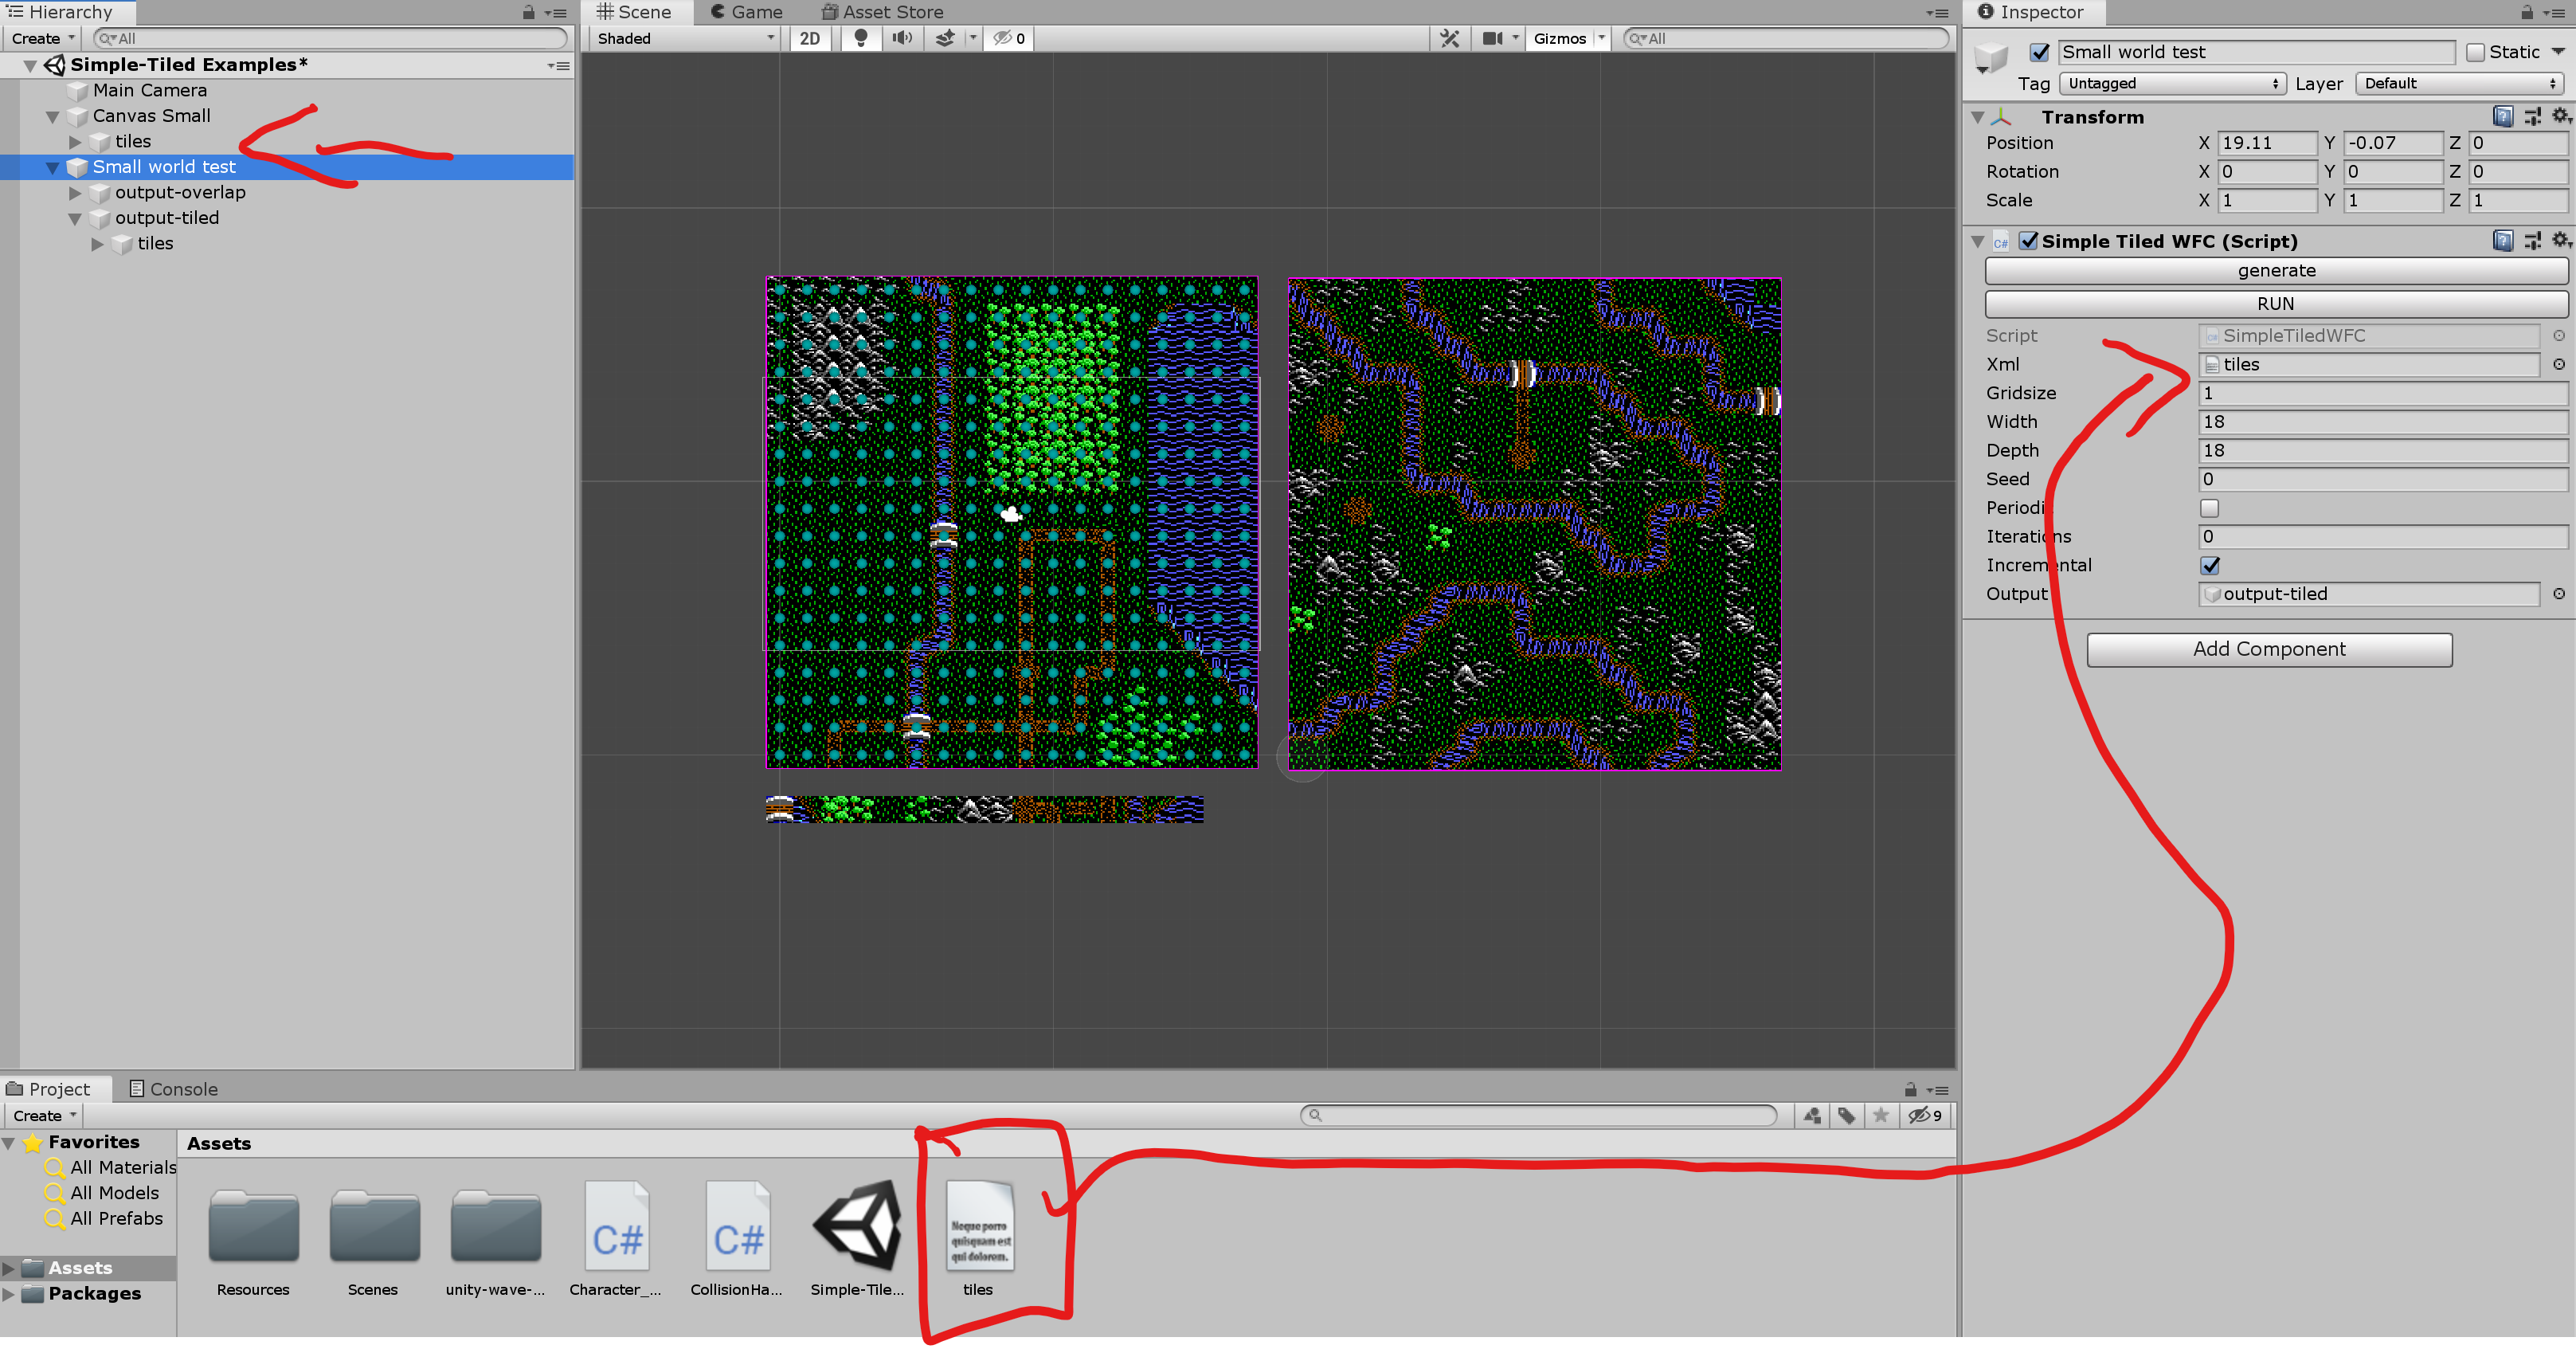 Hierarchy
Create
All
Simple-Tiled Examples*
Main Camera
Canvas Small
tiles
Small world test
output-overlap
output-tiled
tiles
Scene
Game
Asset Store
Shaded
2D
0
Gizmos
All
Inspector
Small world test
Static
Tag
Untagged
Layer
Default
Transform
Position X 19.11 Y -0.07 Z 0
Rotation X 0 Y 0 Z 0
Scale X 1 Y 1 Z 1
C# Simple Tiled WFC (Script)
generate
RUN
Script SimpleTiledWFC
Xml tiles
Gridsize 1
Width 18
Depth 18
Seed 0
Periodi
Iterations 0
Incremental
Output output-tiled
Add Component
Project
Console
Create
9
Favorites
All Materials
All Models
All Prefabs
Assets
Packages
Assets
C#
C#
Neque porro
quisquam est
qui dolorem.
Resources
Scenes
unity-wave-...
Character_...
CollisionHa...
Simple-Tile...
tiles